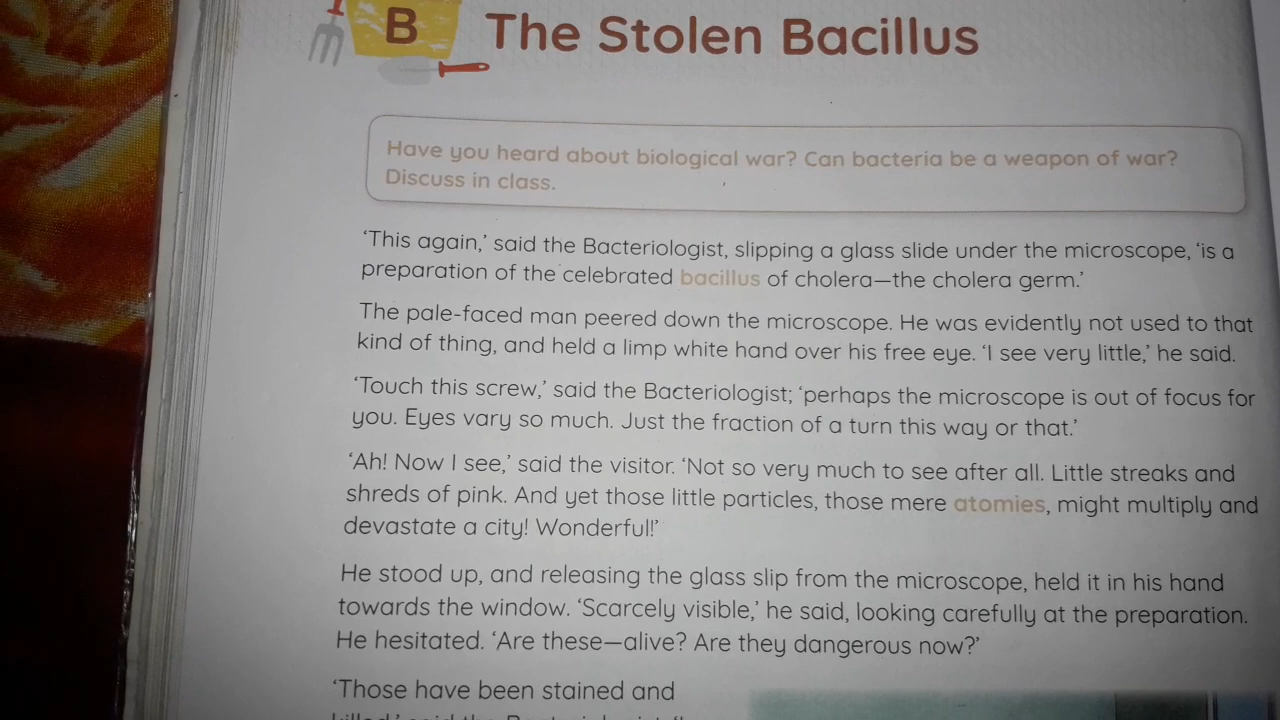 B The Stolen Bacillus
Have you heard about biological war? Can bacteria be a weapon of war?
Discuss in class.
‘This again,’ said the Bacteriologist, slipping a glass slide under the microscope, ‘is a
preparation of the celebrated bacillus of cholera—the cholera germ.’
The pale-faced man peered down the microscope. He was evidently not used to that
kind of thing, and held a limp white hand over his free eye. ‘I see very little,’ he said.
‘Touch this screw,’ said the Bacteriologist; ‘perhaps the microscope is out of focus for
you. Eyes vary so much. Just the fraction of a turn this way or that.’
‘Ah! Now I see,’ said the visitor. ‘Not so very much to see after all. Little streaks and
shreds of pink. And yet those little particles, those mere atomies, might multiply and
devastate a city! Wonderful!’
He stood up, and releasing the glass slip from the microscope, held it in his hand
towards the window. ‘Scarcely visible,’ he said, looking carefully at the preparation.
He hesitated. ‘Are these—alive? Are they dangerous now?’
‘Those have been stained and